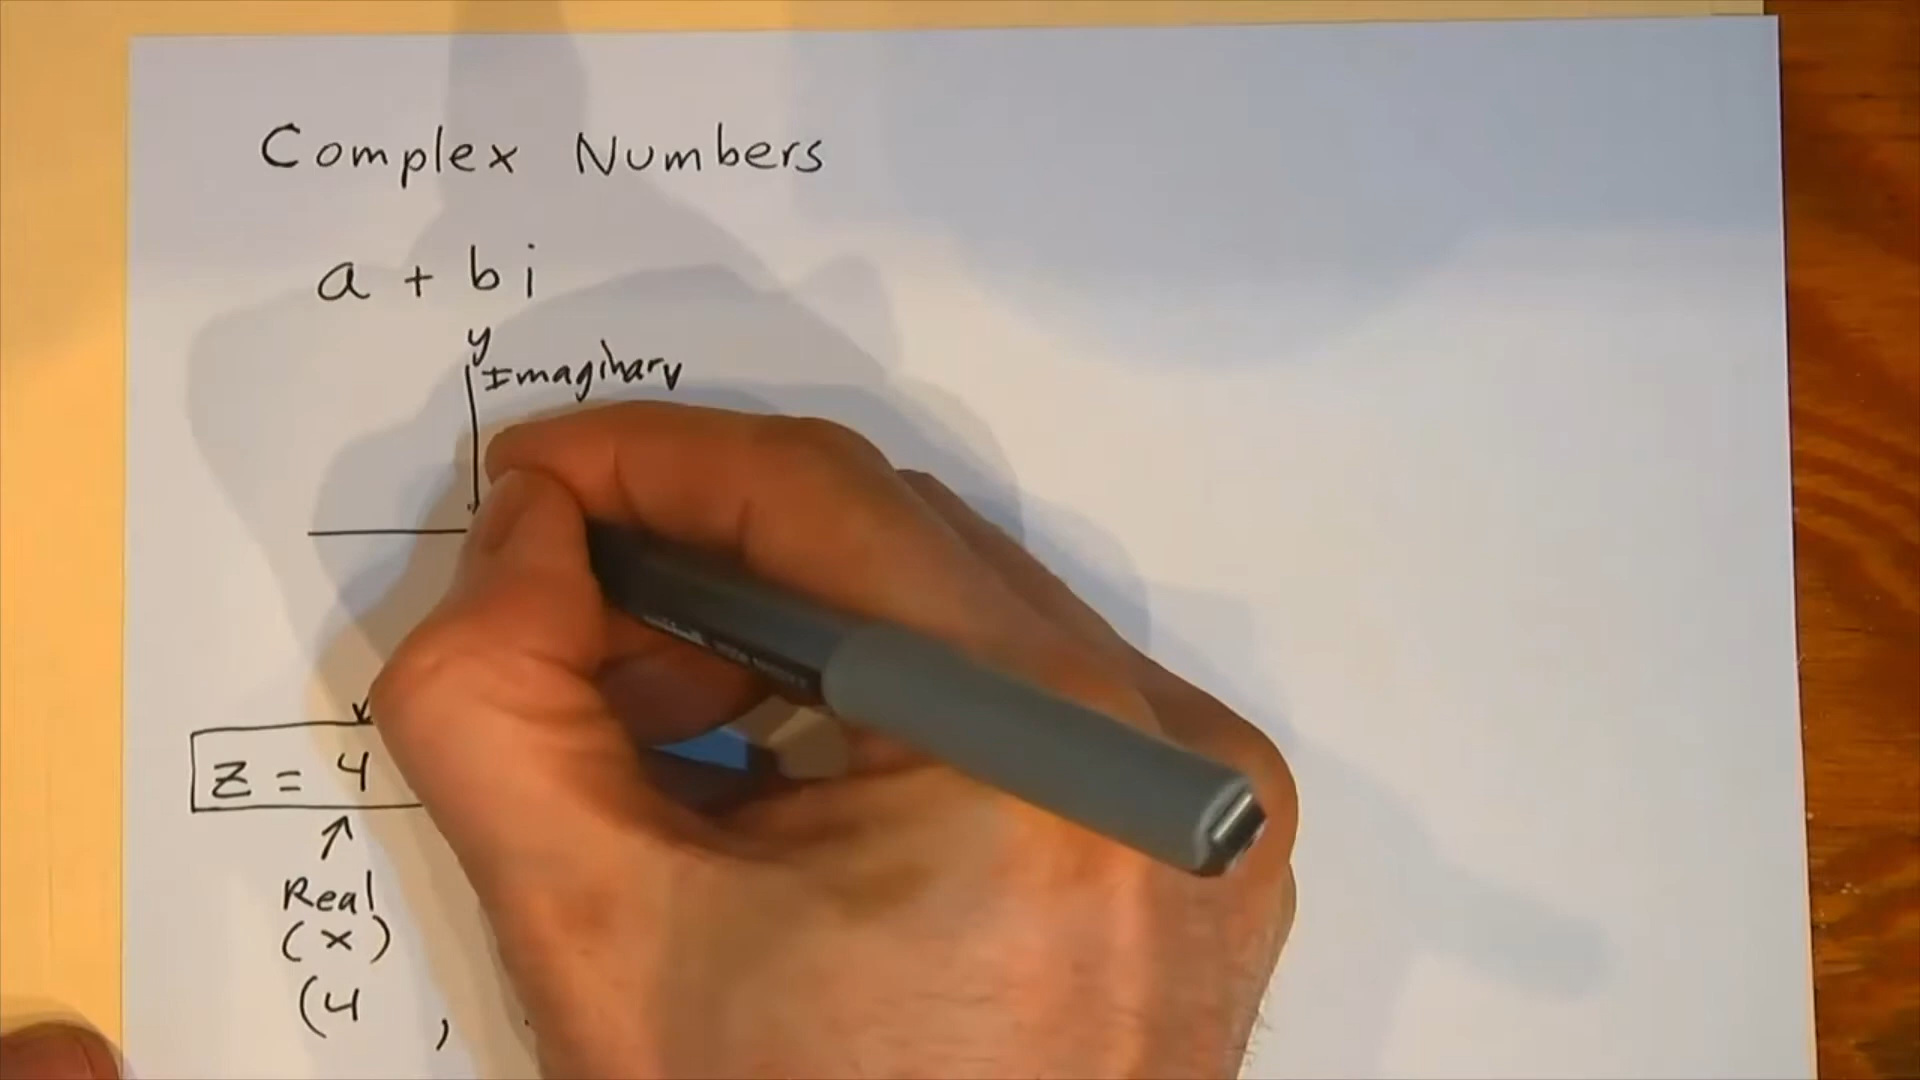 Complex Numbers
a + bi
y
Imaginary
z = 4
Real
(x)
(4 ,